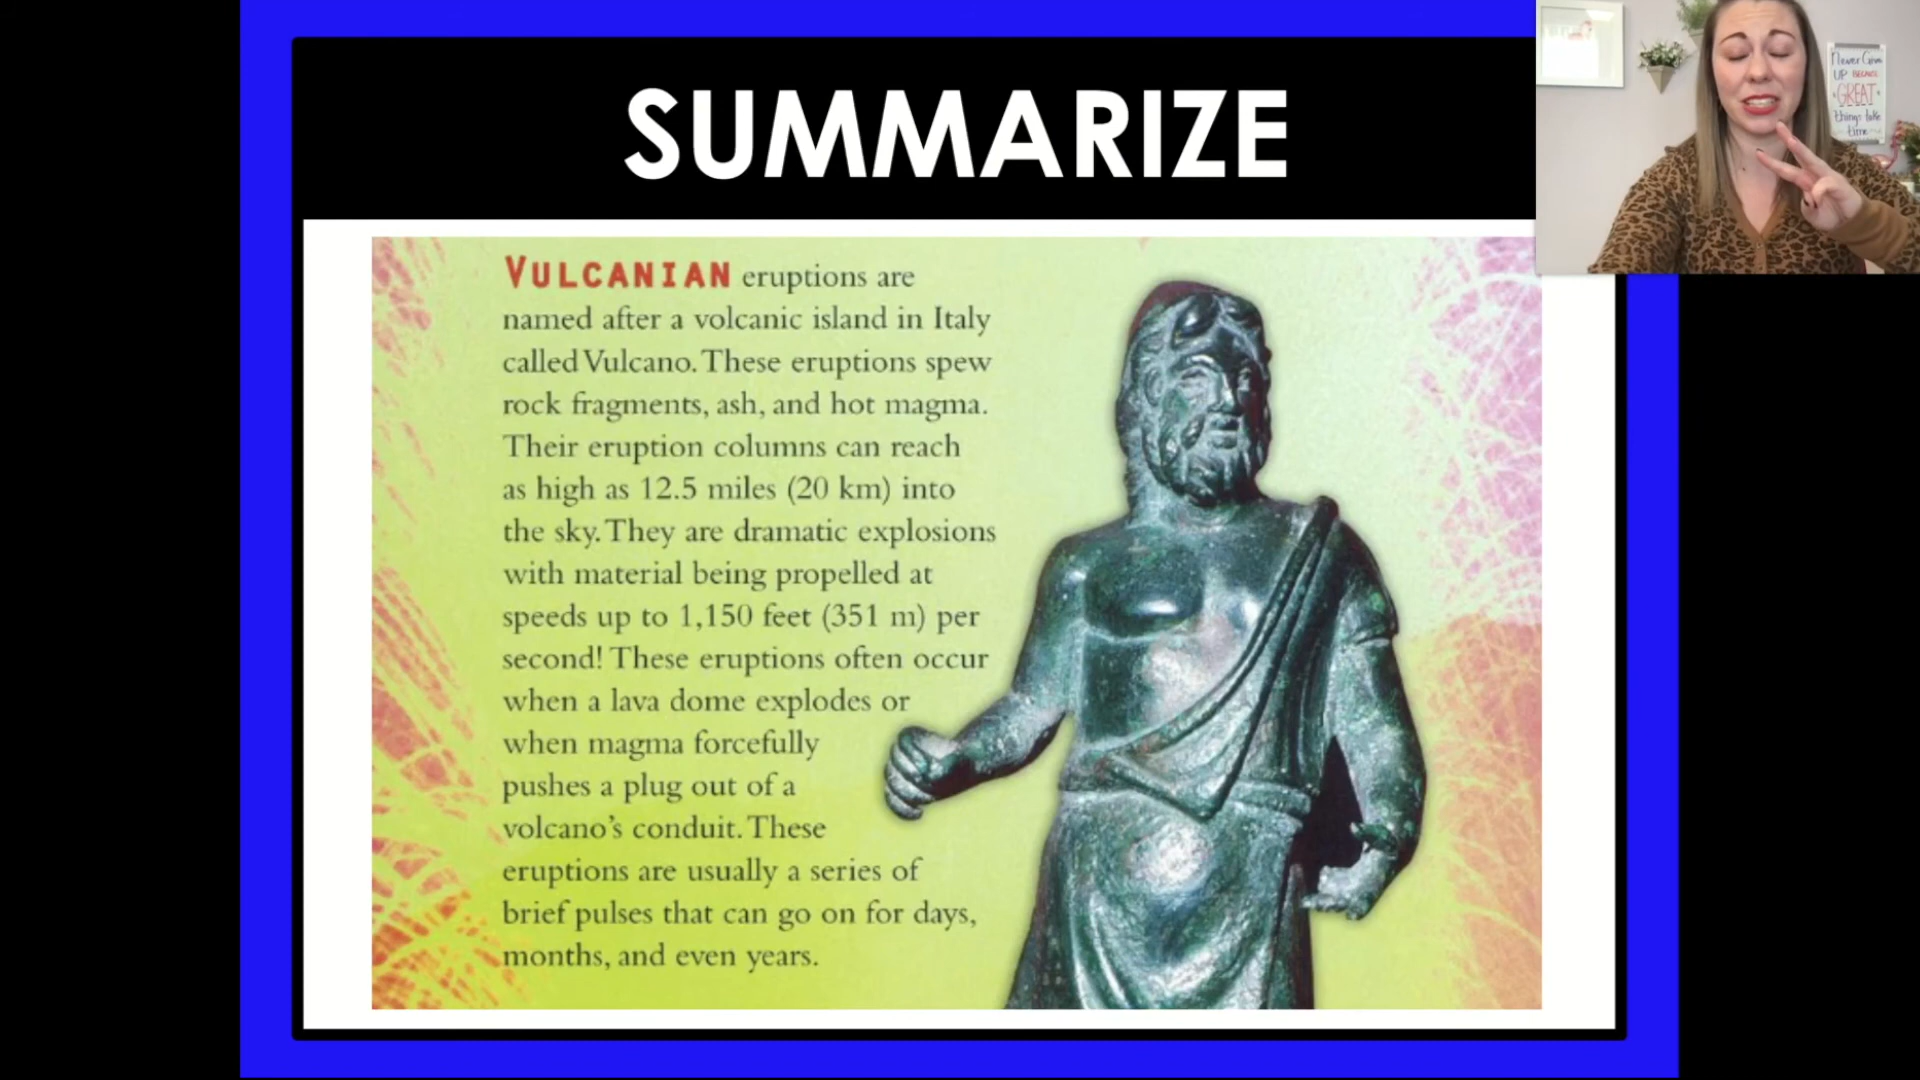 SUMMARIZE
Never Give
UP BECAUSE
GREAT
things take
time
VULCANIAN eruptions are
named after a volcanic island in Italy
called Vulcano. These eruptions spew
rock fragments, ash, and hot magma.
Their eruption columns can reach
as high as 12.5 miles (20 km) into
the sky. They are dramatic explosions
with material being propelled at
speeds up to 1,150 feet (351 m) per
second! These eruptions often occur
when a lava dome explodes or
when magma forcefully
pushes a plug out of a
volcano's conduit. These
eruptions are usually a series of
brief pulses that can go on for days,
months, and even years.